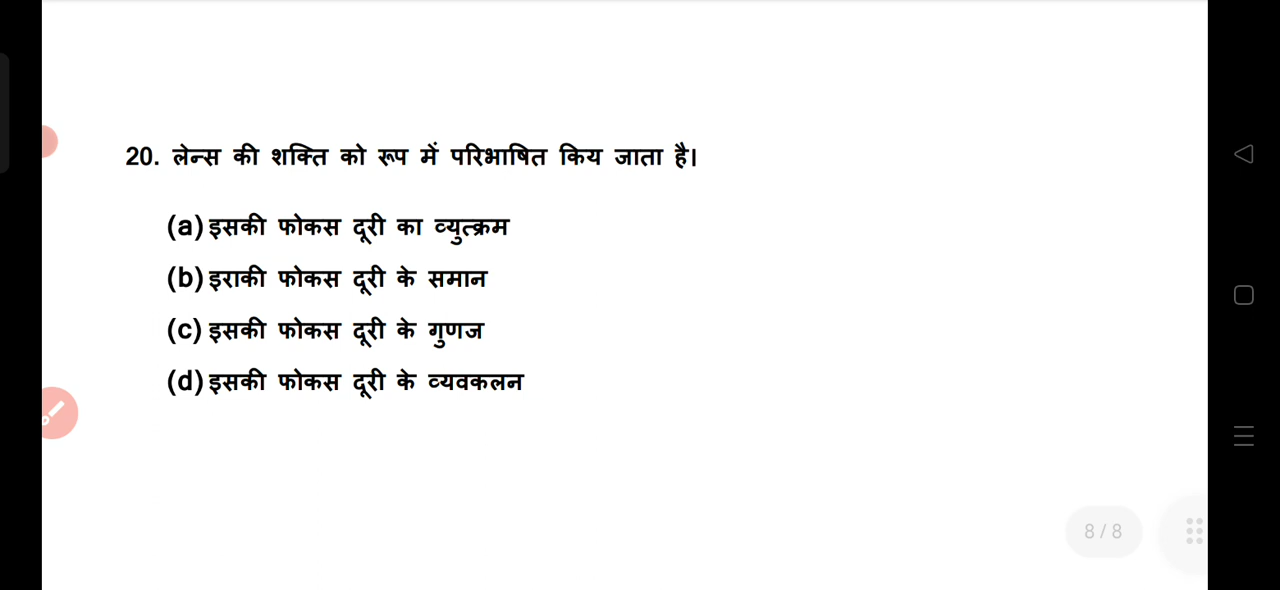 20. लेन्स की शक्ति को रूप में परिभाषित किय जाता है।
(a) इसकी फोकस दूरी का व्युत्क्रम
(b) इराकी फोकस दूरी के समान
(c) इसकी फोकस दूरी के गुणज
(d) इसकी फोकस दूरी के व्यवकलन
8 / 8